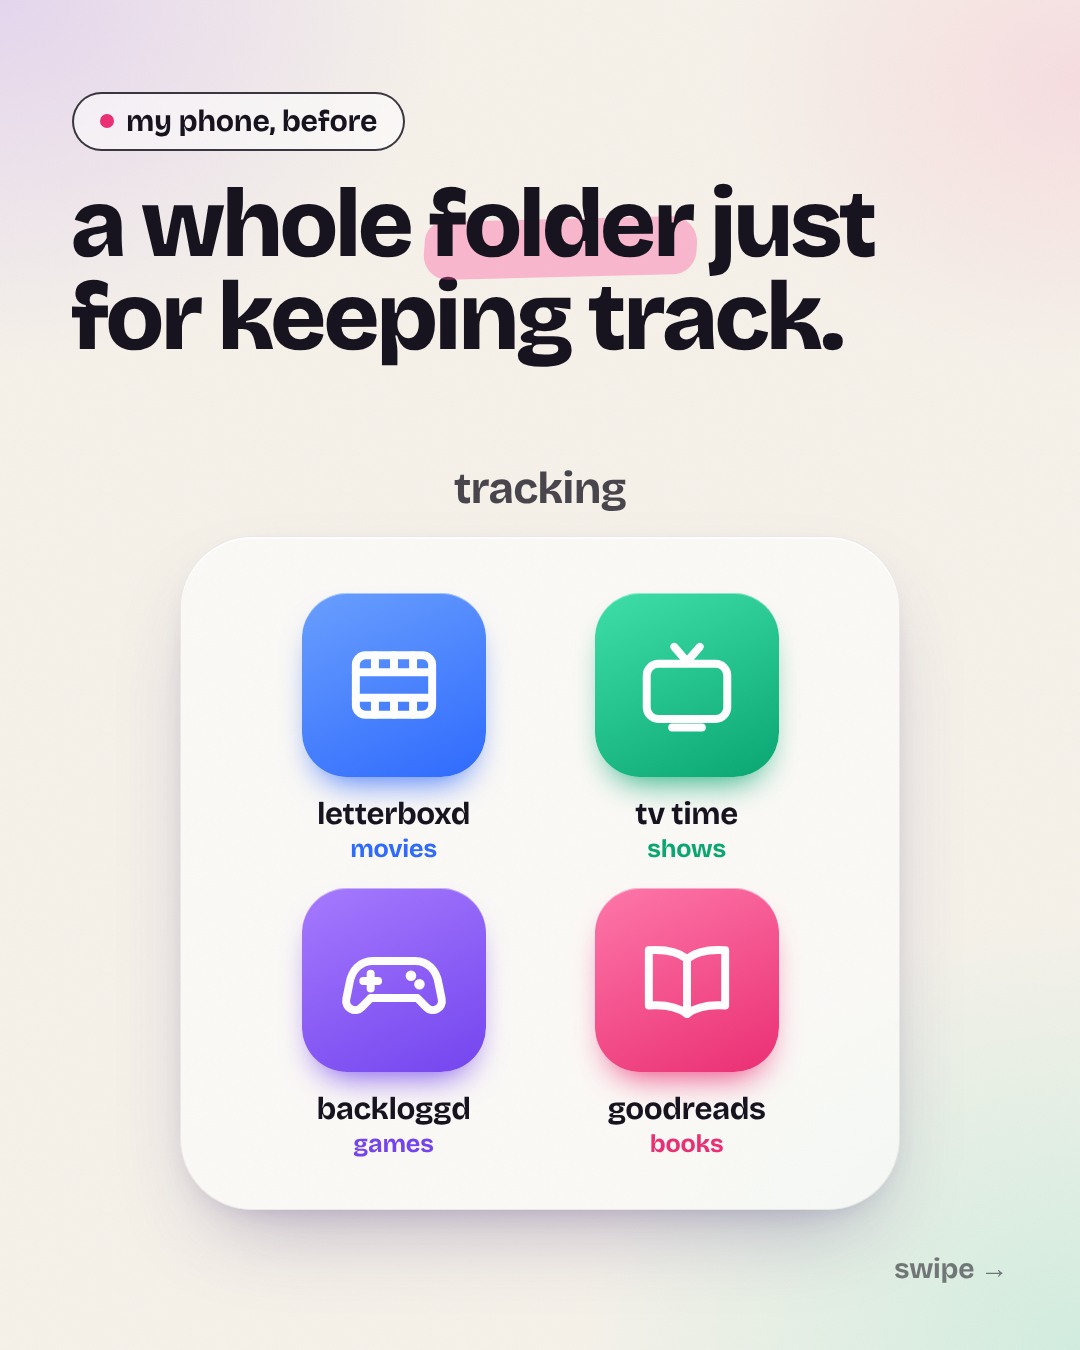 my phone, before
a whole folder just
for keeping track.
tracking
letterboxd
movies
tv time
shows
backloggd
games
goodreads
books
swipe →